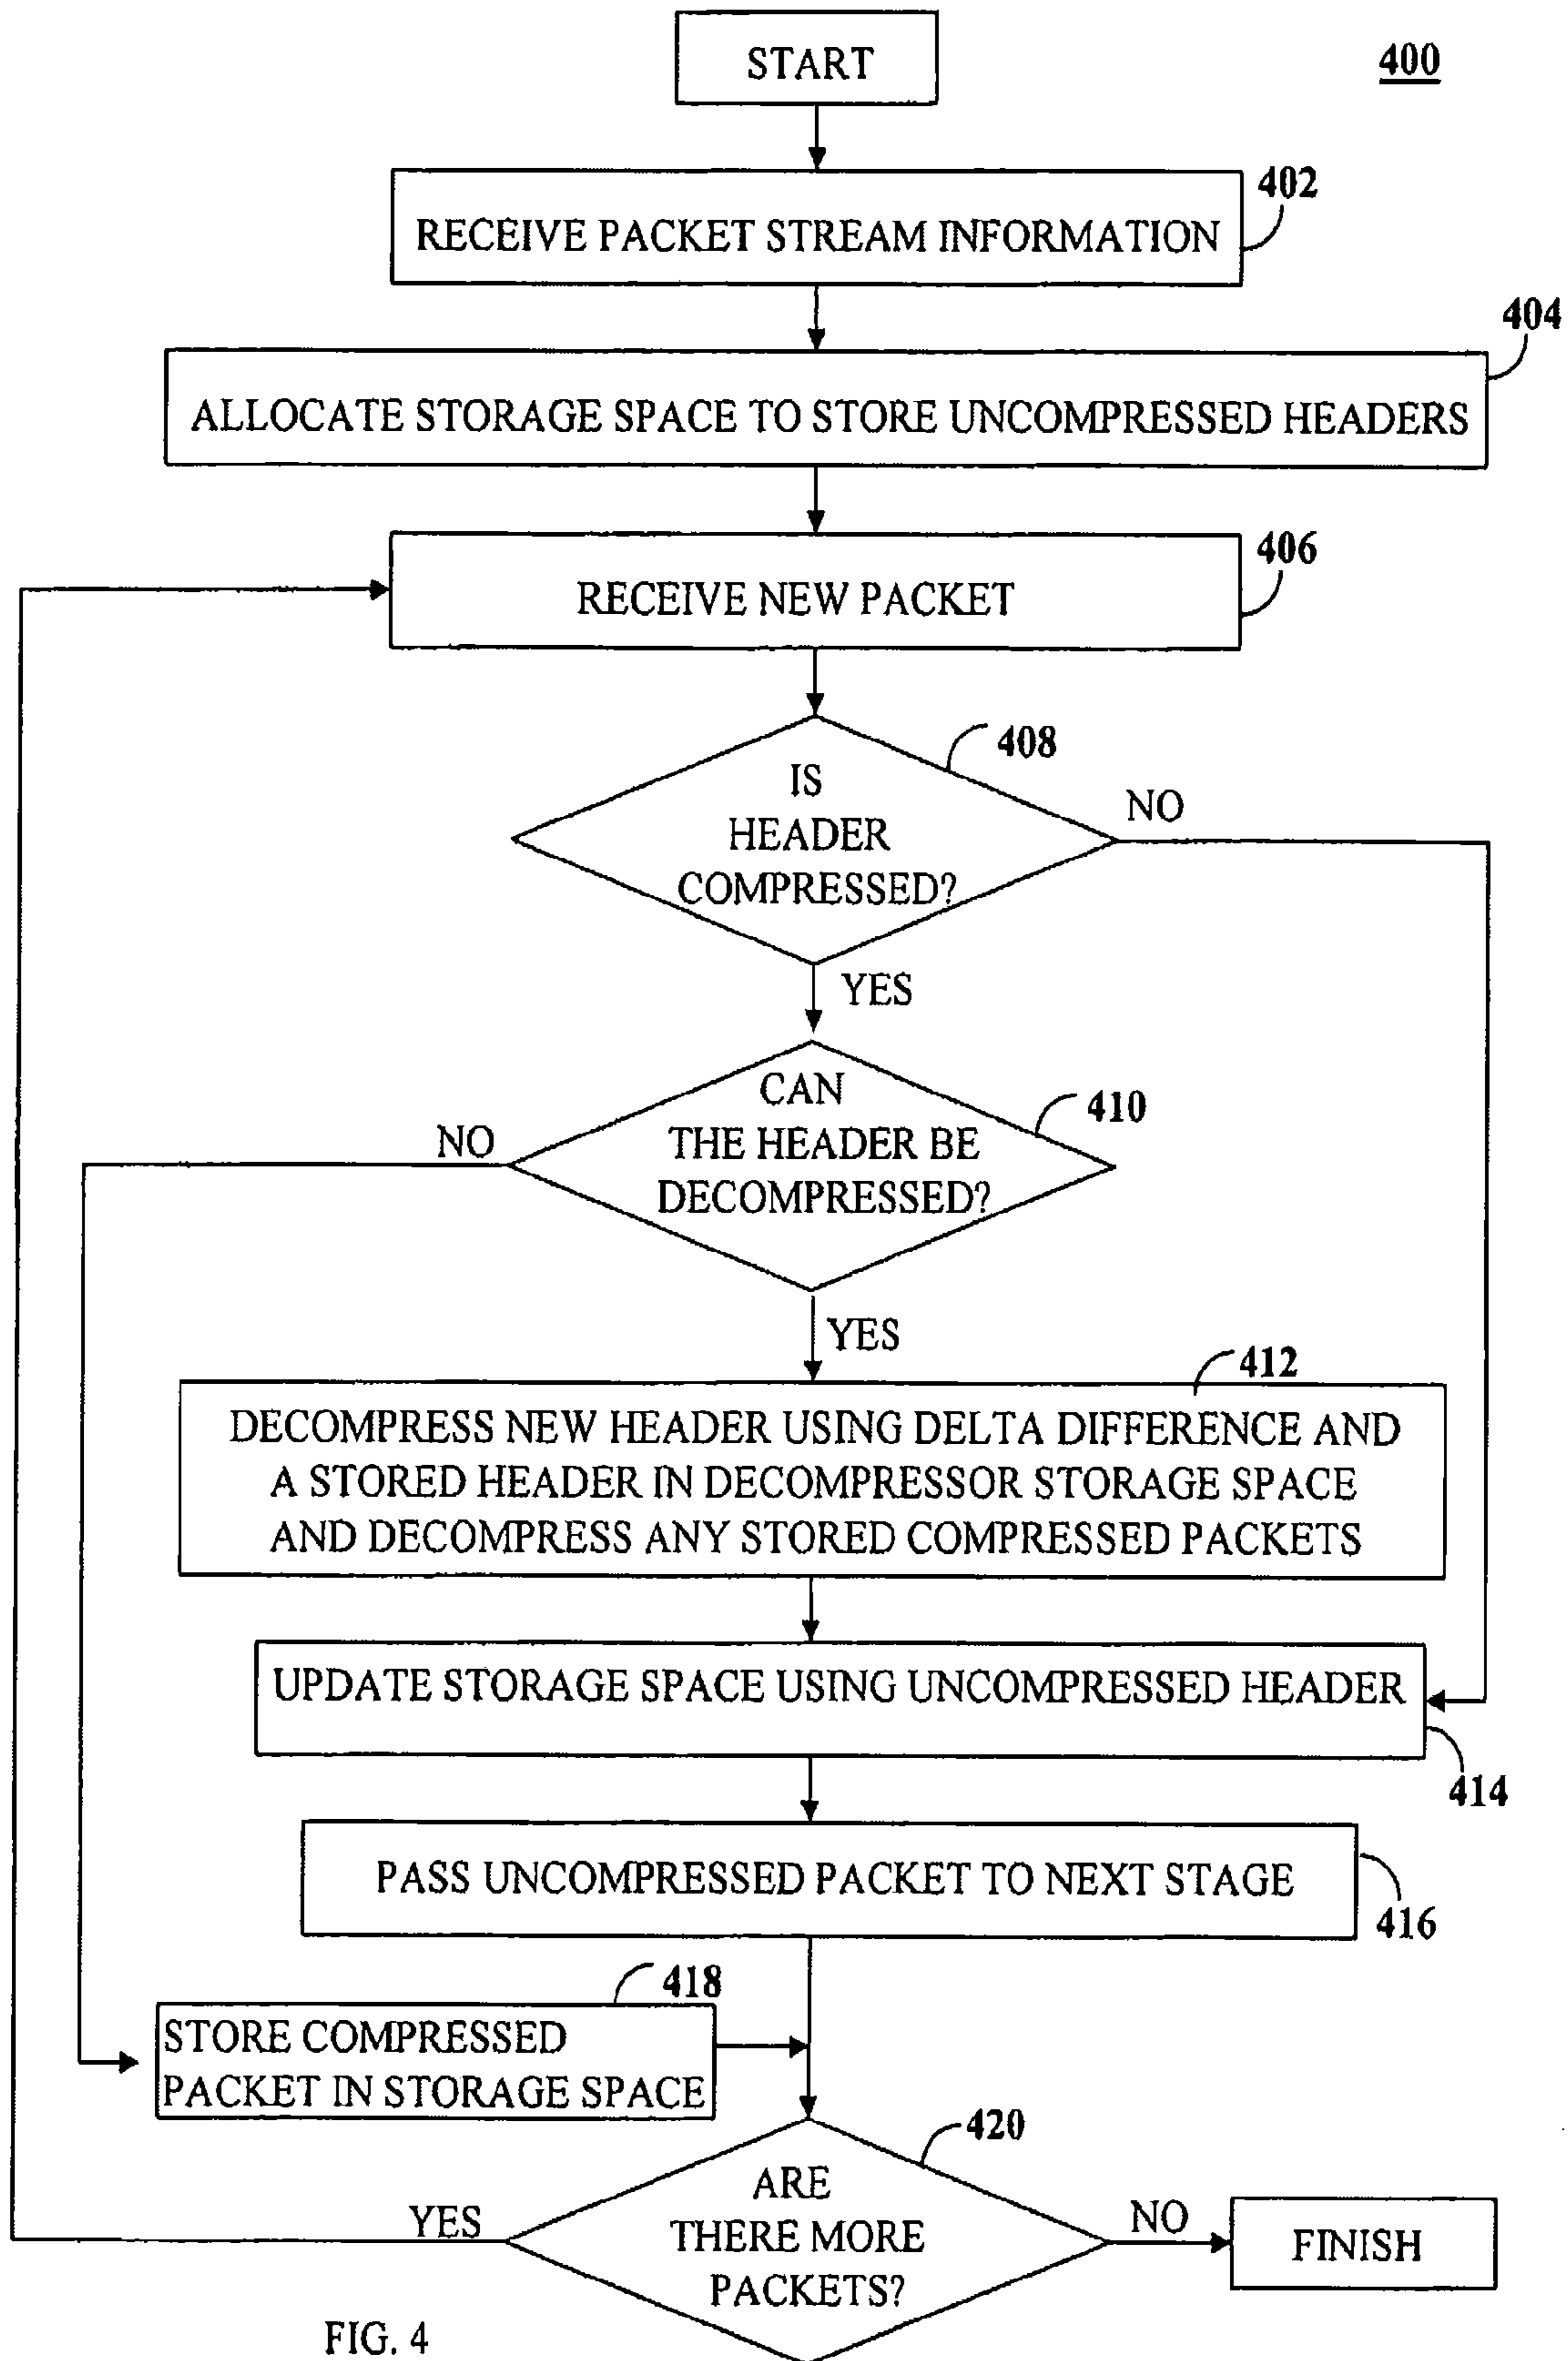 START
400
402
RECEIVE PACKET STREAM INFORMATION
404
ALLOCATE STORAGE SPACE TO STORE UNCOMPRESSED HEADERS
406
RECEIVE NEW PACKET
408
IS
HEADER
COMPRESSED?
NO
YES
410
CAN
THE HEADER BE
DECOMPRESSED?
NO
YES
412
DECOMPRESS NEW HEADER USING DELTA DIFFERENCE AND
A STORED HEADER IN DECOMPRESSOR STORAGE SPACE
AND DECOMPRESS ANY STORED COMPRESSED PACKETS
UPDATE STORAGE SPACE USING UNCOMPRESSED HEADER
414
PASS UNCOMPRESSED PACKET TO NEXT STAGE
416
418
STORE COMPRESSED
PACKET IN STORAGE SPACE
420
ARE
THERE MORE
PACKETS?
YES
NO
FINISH
FIG. 4